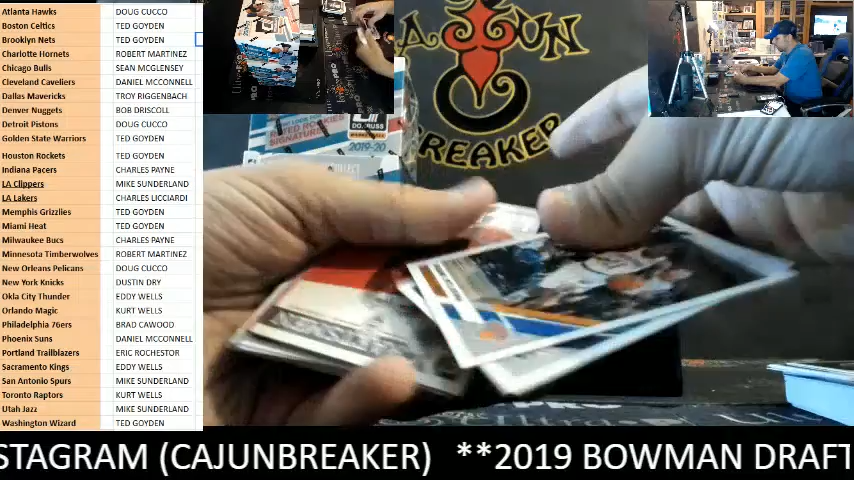 Atlanta Hawks DOUG CUCCO
Boston Celtics TED GOYDEN
Brooklyn Nets TED GOYDEN
Charlotte Hornets ROBERT MARTINEZ
Chicago Bulls SEAN MCGLENSEY
Cleveland Cavaliers DANIEL MCCONNELL
Dallas Mavericks TROY RIGGENBACH
Denver Nuggets BOB DRISCOLL
Detroit Pistons DOUG CUCCO
Golden State Warriors TED GOYDEN
Houston Rockets TED GOYDEN
Indiana Pacers CHARLES PAYNE
LA Clippers MIKE SUNDERLAND
LA Lakers CHARLES LICCIARDI
Memphis Grizzlies TED GOYDEN
Miami Heat TED GOYDEN
Milwaukee Bucs CHARLES PAYNE
Minnesota Timberwolves ROBERT MARTINEZ
New Orleans Pelicans DOUG CUCCO
New York Knicks DUSTIN DRY
Okla City Thunder EDDY WELLS
Orlando Magic KURT WELLS
Philadelphia 76ers BRAD CAWOOD
Phoenix Suns DANIEL MCCONNELL
Portland Trailblazers ERIC ROCHESTOR
Sacramento Kings EDDY WELLS
San Antonio Spurs MIKE SUNDERLAND
Toronto Raptors KURT WELLS
Utah Jazz MIKE SUNDERLAND
Washington Wizard TED GOYDEN
AJUN
BREAKER
RATED ROOKIES
SIGNATURES
DONRUSS
2019-20
STAGRAM (CAJUNBREAKER) **2019 BOWMAN DRAFT